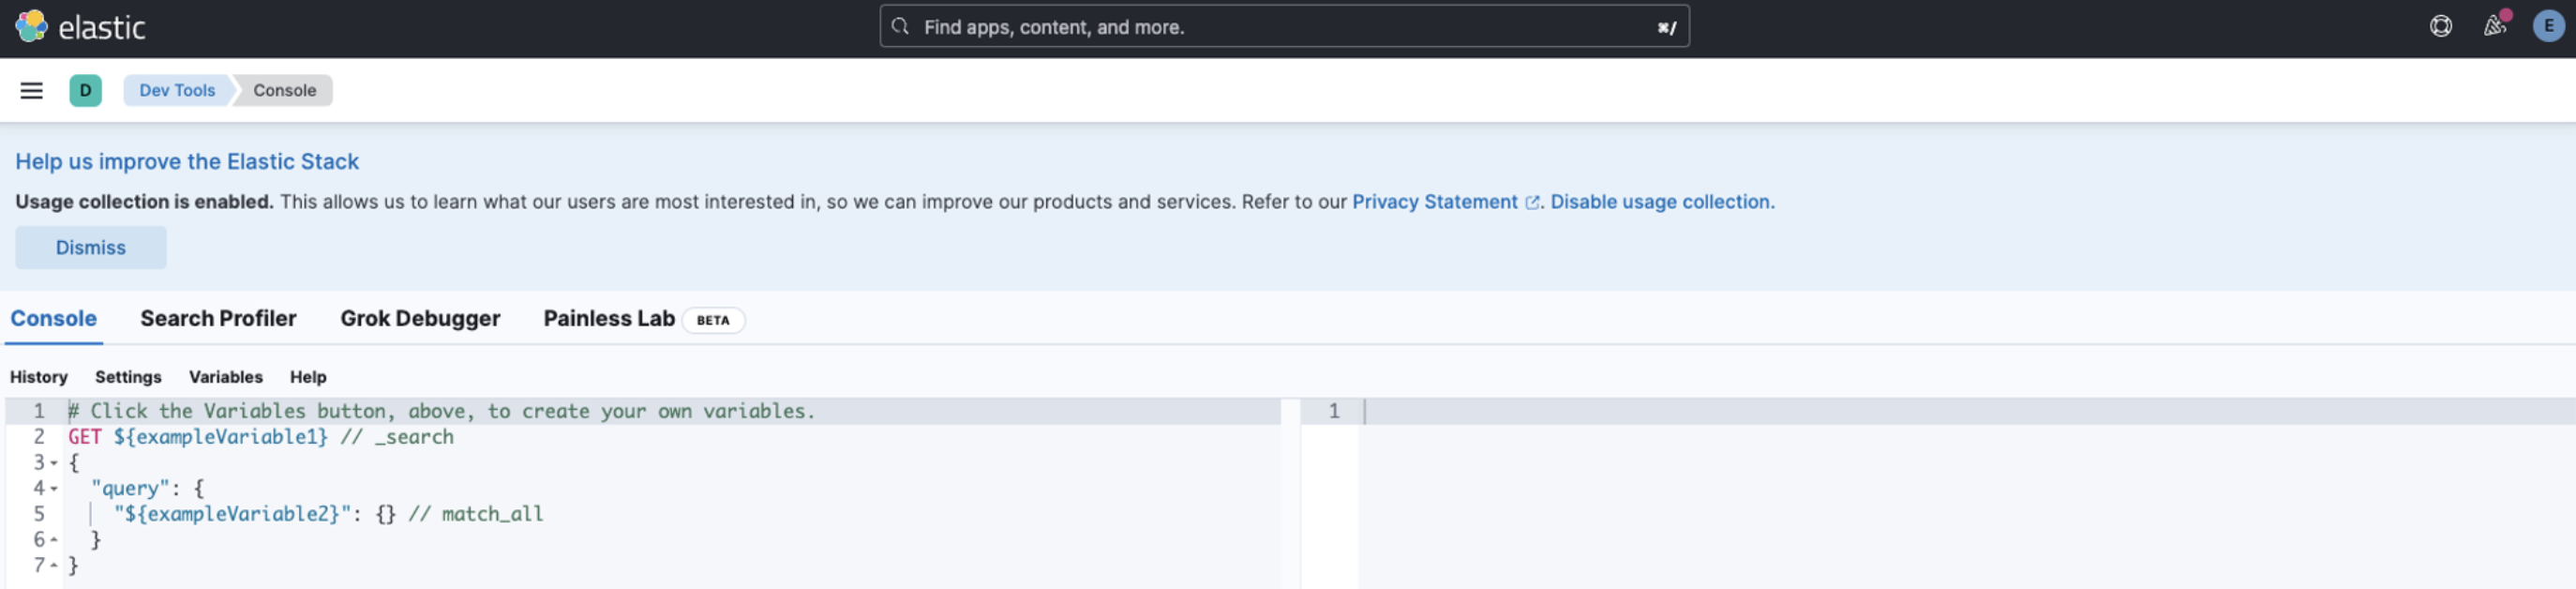 elastic
Find apps, content, and more.
⌘/
E
D
Dev Tools
Console
Help us improve the Elastic Stack
Usage collection is enabled. This allows us to learn what our users are most interested in, so we can improve our products and services. Refer to our Privacy Statement. Disable usage collection.
Dismiss
Console Search Profiler Grok Debugger Painless Lab BETA
History Settings Variables Help
1 # Click the Variables button, above, to create your own variables.
2 GET ${exampleVariable1} // _search
3 {
4 "query": {
5 "${exampleVariable2}": {} // match_all
6 }
7 }
1